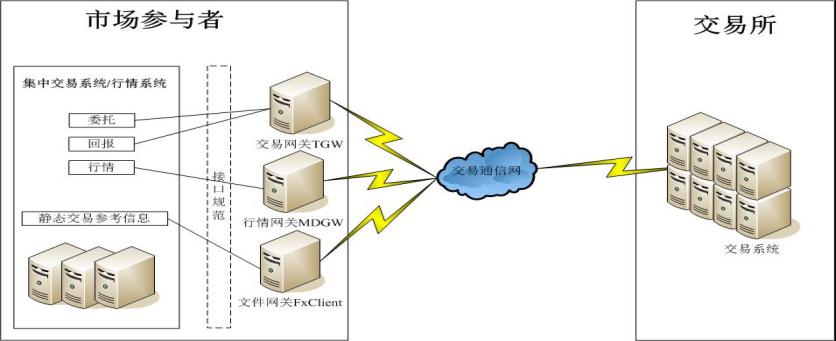 市场参与者
集中交易系统/行情系统
委托
回报
行情
静态交易参考信息
接口规范
交易网关TGW
行情网关MDGW
文件网关FxClient
交易通信网
交易所
交易系统